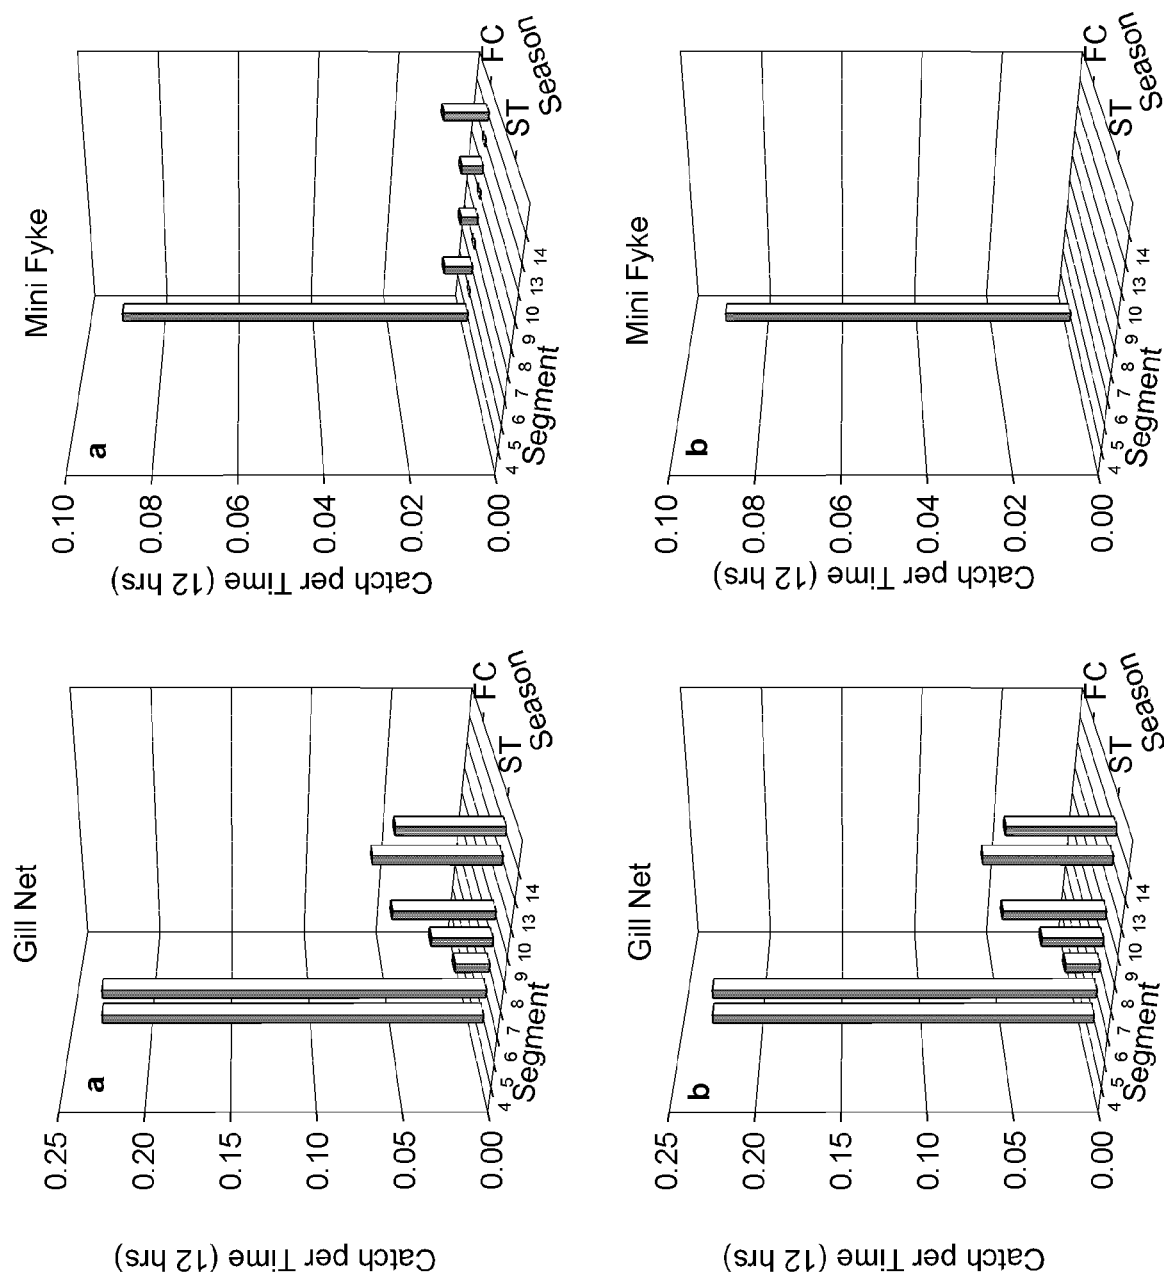 Gill Net
a
Catch per Time (12 hrs)
0.25
0.20
0.15
0.10
0.05
0.00
4 5 6 7 8 9 10 13 14
Segment
ST FC
Season
Mini Fyke
a
Catch per Time (12 hrs)
0.10
0.08
0.06
0.04
0.02
0.00
4 5 6 7 8 9 10 13 14
Segment
ST FC
Season
Gill Net
b
Catch per Time (12 hrs)
0.25
0.20
0.15
0.10
0.05
0.00
4 5 6 7 8 9 10 13 14
Segment
ST FC
Season
Mini Fyke
b
Catch per Time (12 hrs)
0.10
0.08
0.06
0.04
0.02
0.00
4 5 6 7 8 9 10 13 14
Segment
ST FC
Season